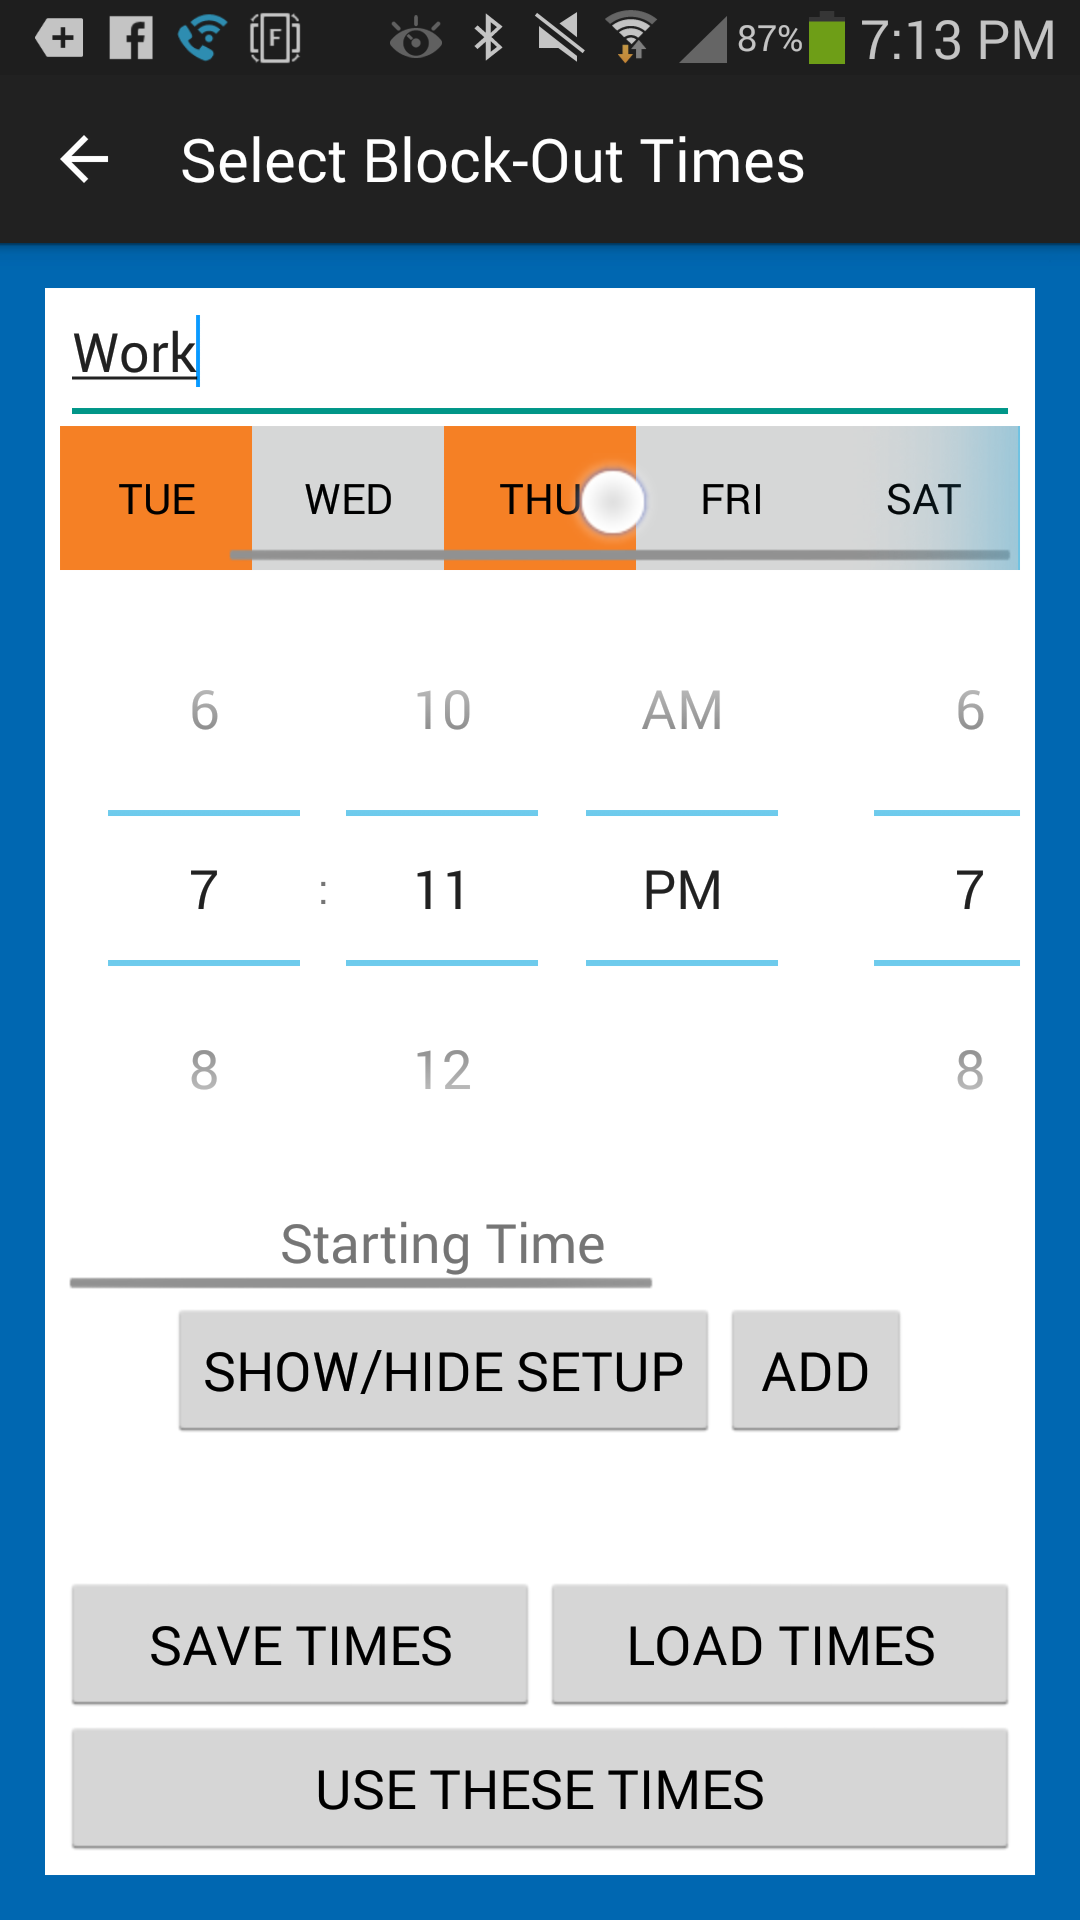 87% 7:13 PM
Select Block-Out Times
Work
TUE WED THU FRI SAT
6 10 AM 6
7 : 11 PM 7
8 12 8
Starting Time
SHOW/HIDE SETUP ADD
SAVE TIMES LOAD TIMES
USE THESE TIMES